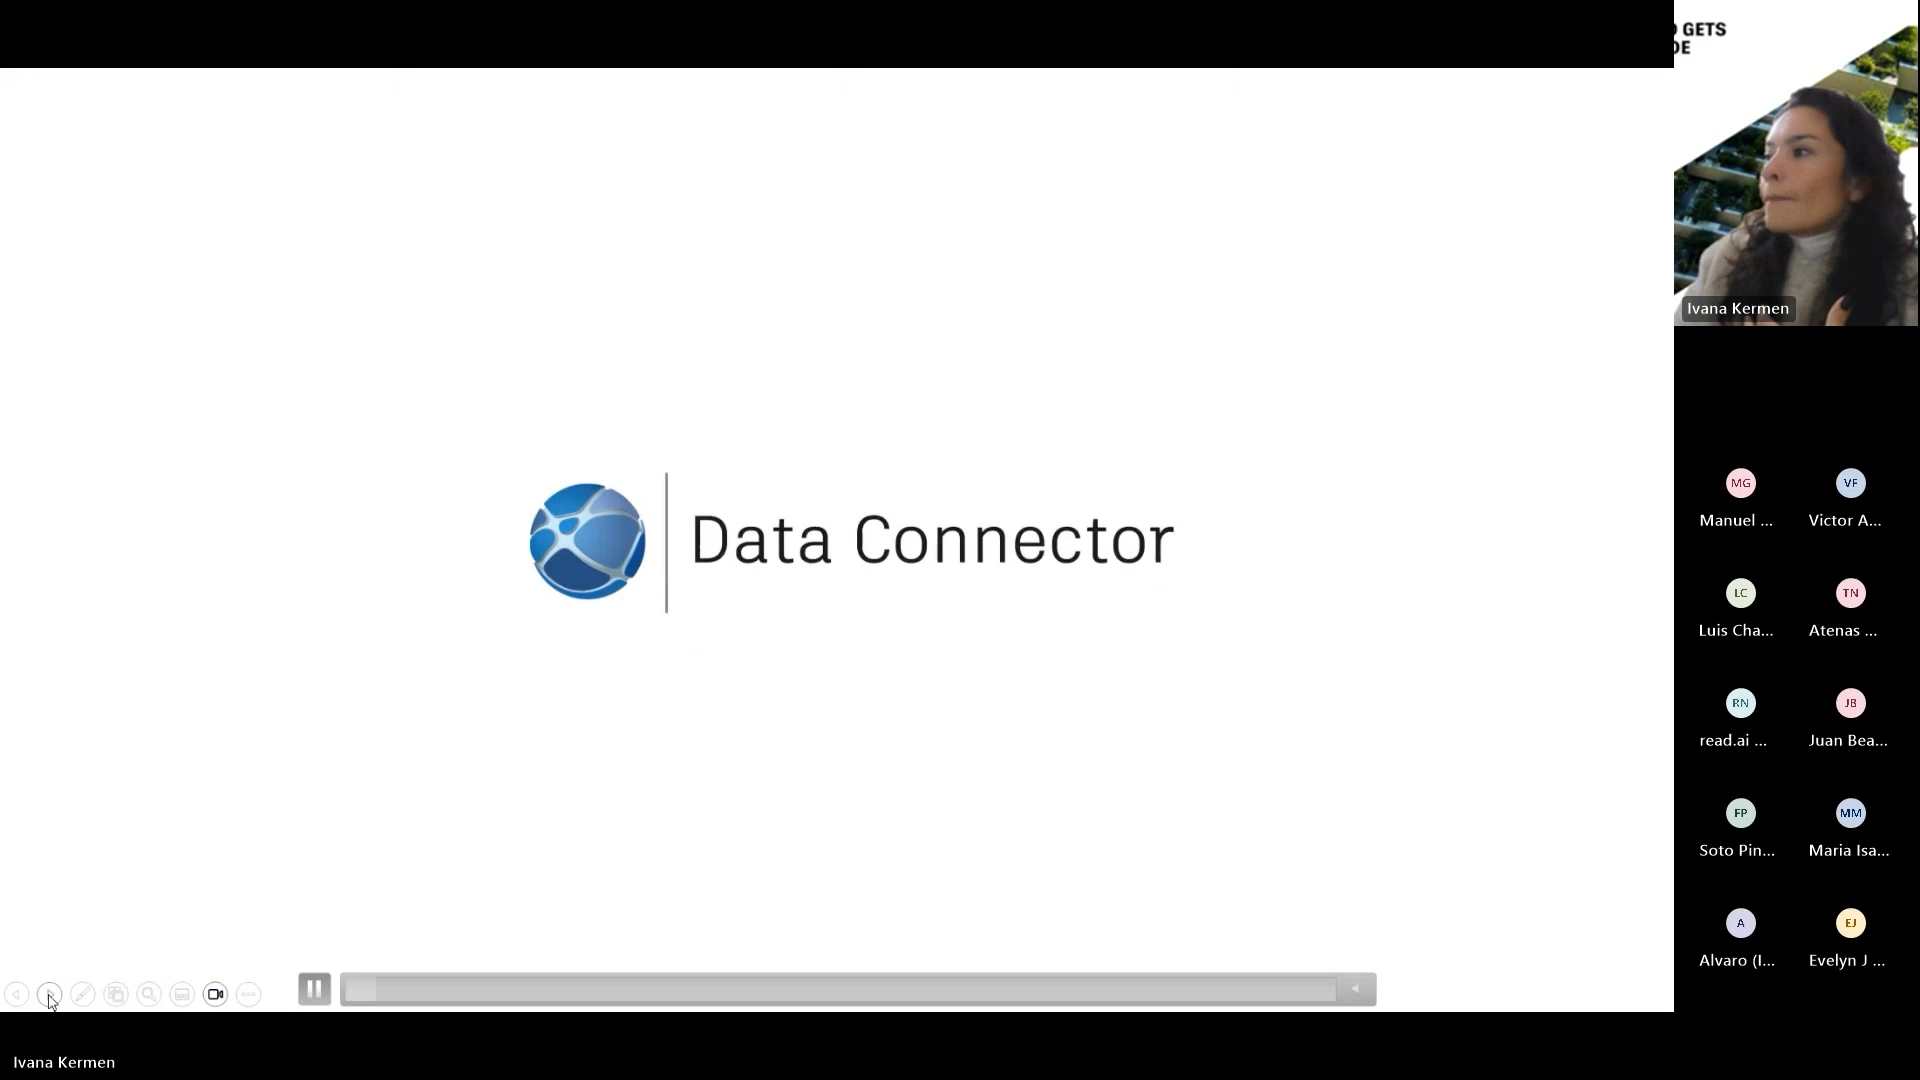 GETS
DE
Data Connector
Ivana Kermen
MG
VF
Manuel ...
Victor A...
LC
TN
Luis Cha...
Atenas ...
RN
JB
read.ai ...
Juan Bea...
FP
MM
Soto Pin...
Maria Isa...
A
EJ
Alvaro (I...
Evelyn J ...
Ivana Kermen